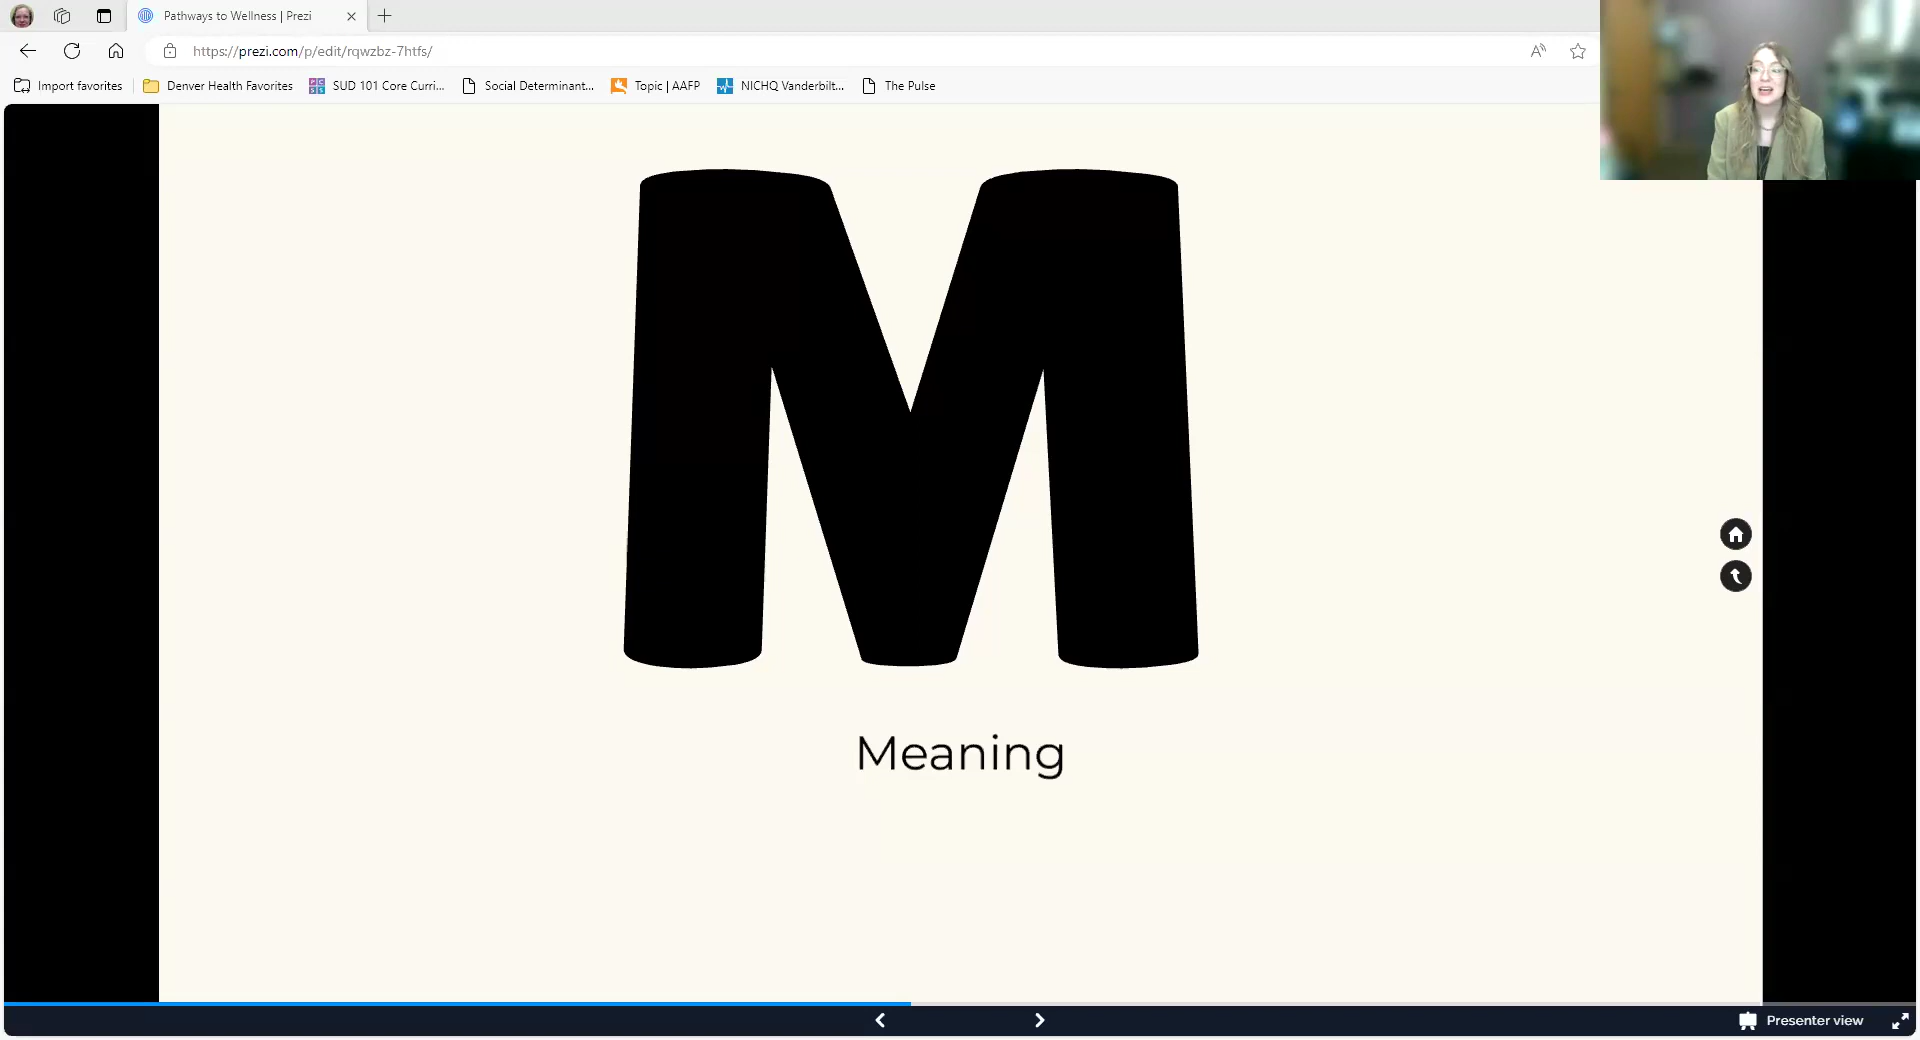 Pathways to Wellness | Prezi
https://prezi.com/p/edit/rqwzbz-7htfs/
Import favorites Denver Health Favorites SUD 101 Core Curri... Social Determinant... Topic | AAFP NICHQ Vanderbilt... The Pulse
M
Meaning
Presenter view